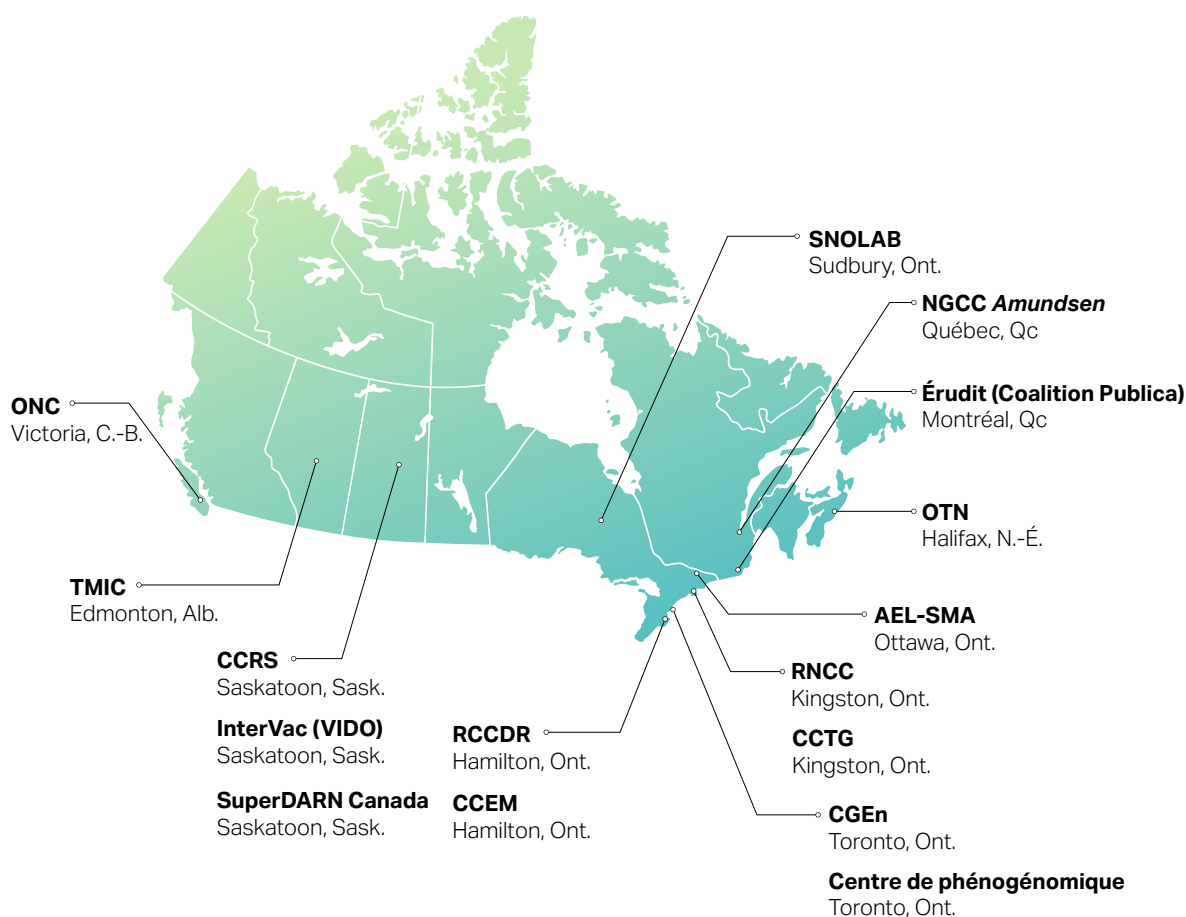 SNOLAB
Sudbury, Ont.
NGCC Amundsen
Québec, Qc
Érudit (Coalition Publica)
Montréal, Qc
ONC
Victoria, C.-B.
OTN
Halifax, N.-É.
TMIC
Edmonton, Alb.
AEL-SMA
Ottawa, Ont.
CCRS
Saskatoon, Sask.
InterVac (VIDO)
Saskatoon, Sask.
SuperDARN Canada
Saskatoon, Sask.
RCCDR
Hamilton, Ont.
CCEM
Hamilton, Ont.
RNCC
Kingston, Ont.
CCTG
Kingston, Ont.
CGEn
Toronto, Ont.
Centre de phénogénomique
Toronto, Ont.